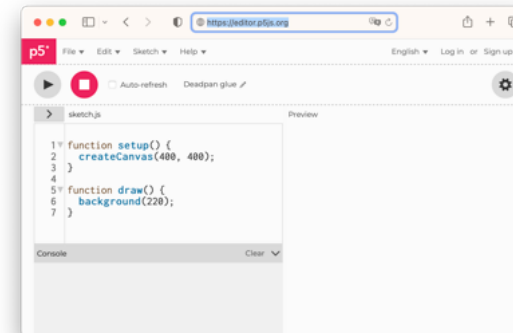 https://editor.p5js.org
p5* File Edit Sketch Help English Log in or Sign up
Auto-refresh Deadpan glue
sketch.js Preview
1 function setup() {
2 createCanvas(400, 400);
3 }
4
5 function draw() {
6 background(220);
7 }
Console Clear